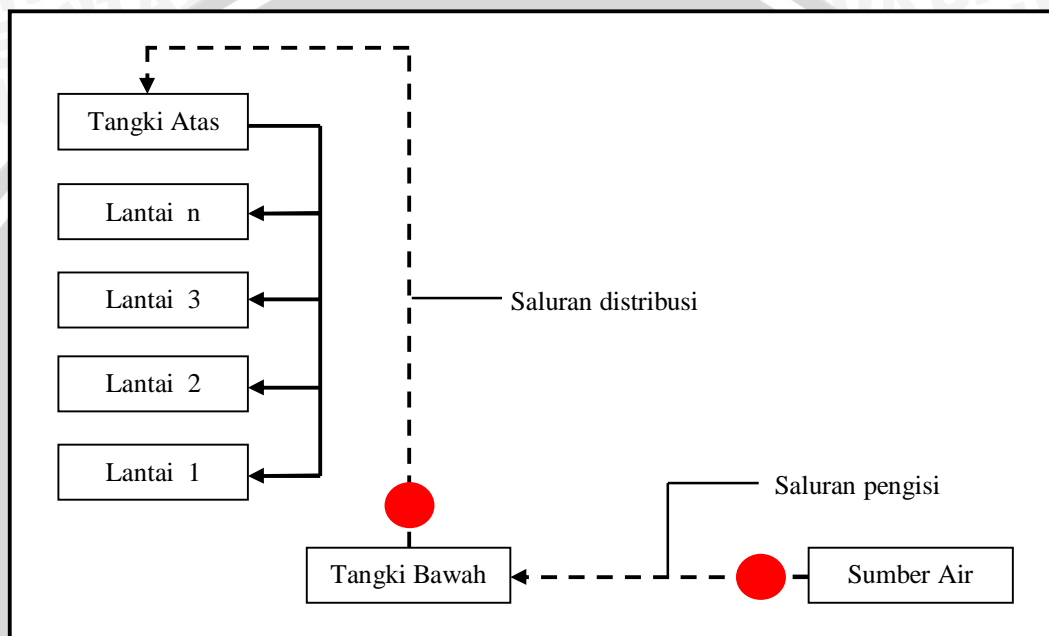 Tangki Atas
Lantai n
Lantai 3
Saluran distribusi
Lantai 2
Lantai 1
Saluran pengisi
Tangki Bawah
Sumber Air